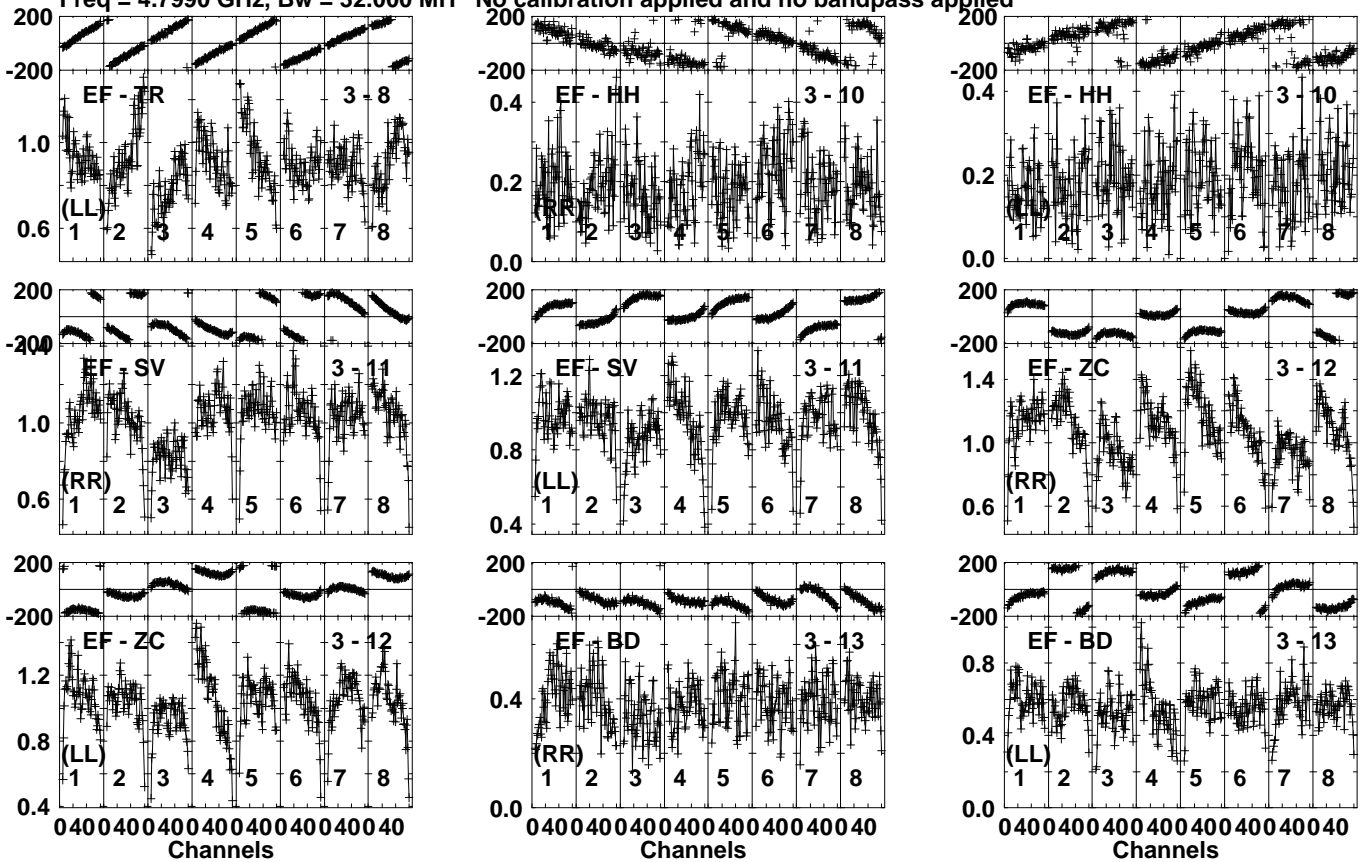 Freq = 4.7990 GHz, Bw = 32.000 MH No calibration applied and no bandpass applied
200 200 200
-200 -200 -200
EF - TR 3 - 8 EF - HH 3 - 10 EF - HH 3 - 10
1.0 0.4 0.4
0.6 0.2 0.2
0.0 0.0
(LL) (RR) (LL)
1 2 3 4 5 6 7 8 1 2 3 4 5 6 7 8 1 2 3 4 5 6 7 8
200 200 200
-200 -200 -200
1.4
EF - SV 3 - 11 EF - SV 3 - 11 EF - ZC 3 - 12
1.0 1.2 1.4
0.6 0.8 1.0
0.4 0.6
(RR) (LL) (RR)
1 2 3 4 5 6 7 8 1 2 3 4 5 6 7 8 1 2 3 4 5 6 7 8
200 200 200
-200 -200 -200
EF - ZC 3 - 12 EF - BD 3 - 13 EF - BD 3 - 13
1.2 0.4 0.8
0.8 0.4
0.4 0.0 0.0
(LL) (RR) (LL)
1 2 3 4 5 6 7 8 1 2 3 4 5 6 7 8 1 2 3 4 5 6 7 8
0 40 0 40 0 40 0 40 0 40 0 40 0 40 0 40 0 40 0 40 0 40 0 40 0 40 0 40 0 40 0 40 0 40 0 40 0 40 0 40 0 40 0 40 0 40 0 40
Channels Channels Channels